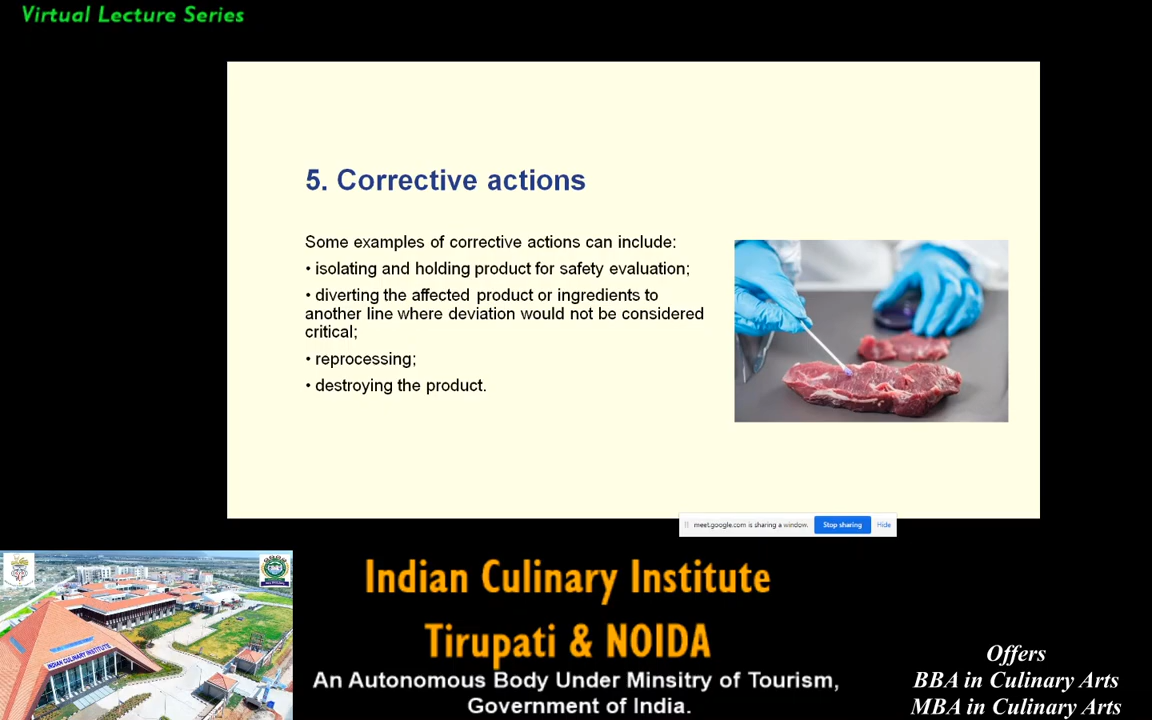 Virtual Lecture Series
5. Corrective actions
Some examples of corrective actions can include:
• isolating and holding product for safety evaluation;
• diverting the affected product or ingredients to
another line where deviation would not be considered
critical;
• reprocessing;
• destroying the product.
meet.google.com is sharing a window.
Stop sharing
Hide
INDIAN CULINARY INSTITUTE
Indian Culinary Institute
Tirupati & NOIDA
An Autonomous Body Under Minsitry of Tourism,
Government of India.
Offers
BBA in Culinary Arts
MBA in Culinary Arts